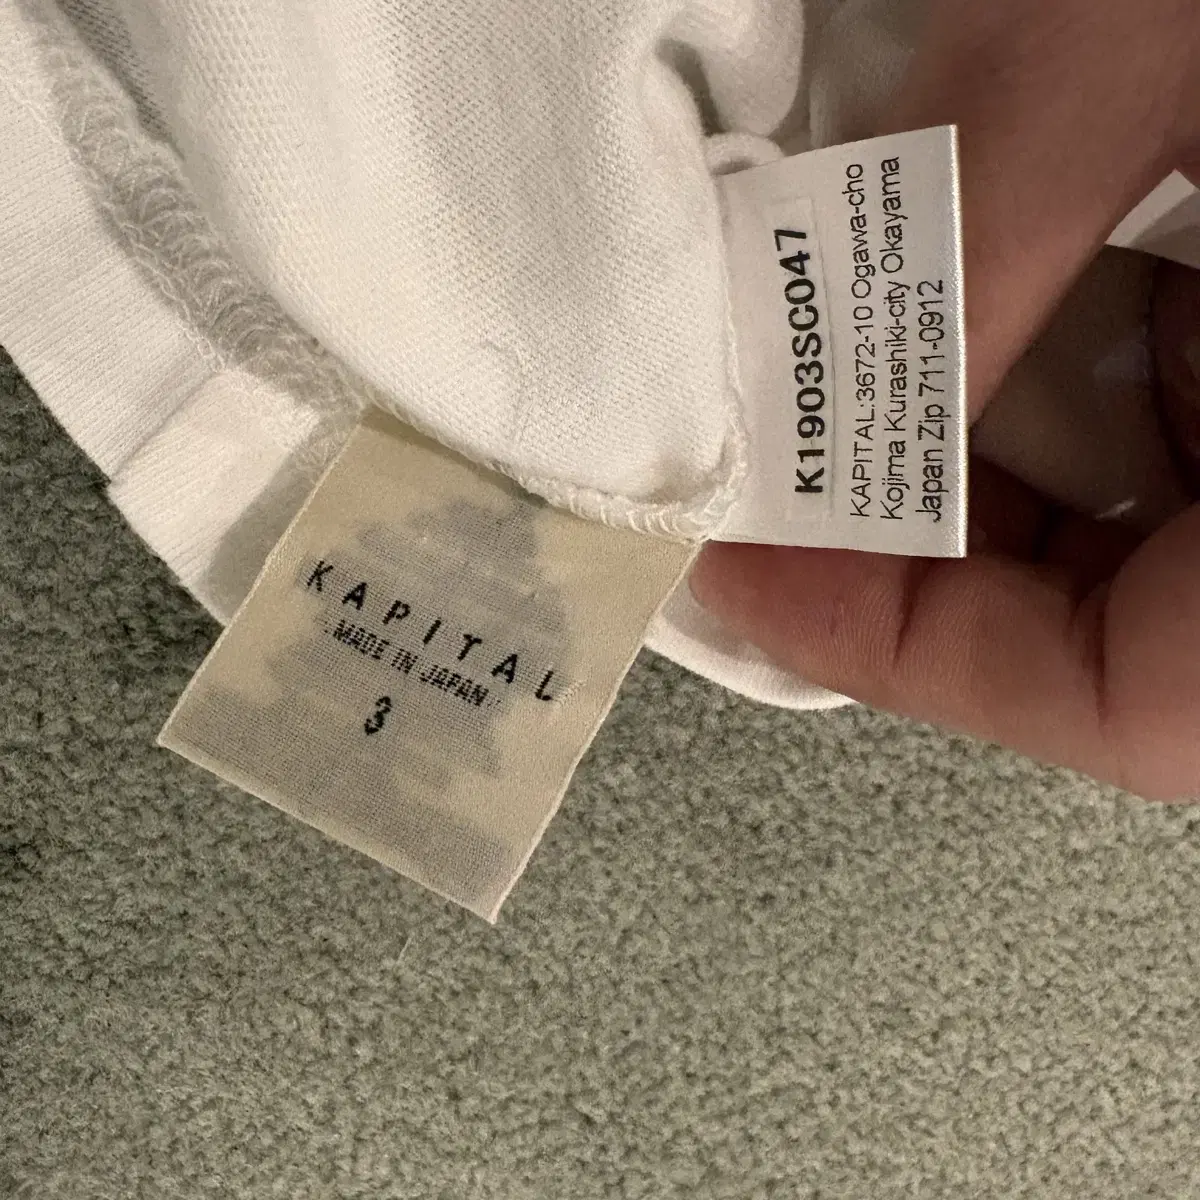 KAPITAL
MADE IN JAPAN
3
K1903SC047
KAPITAL:3672-10 Ogawa-cho
Kojima Kurashiki-city Okayama
Japan Zip 711-0912